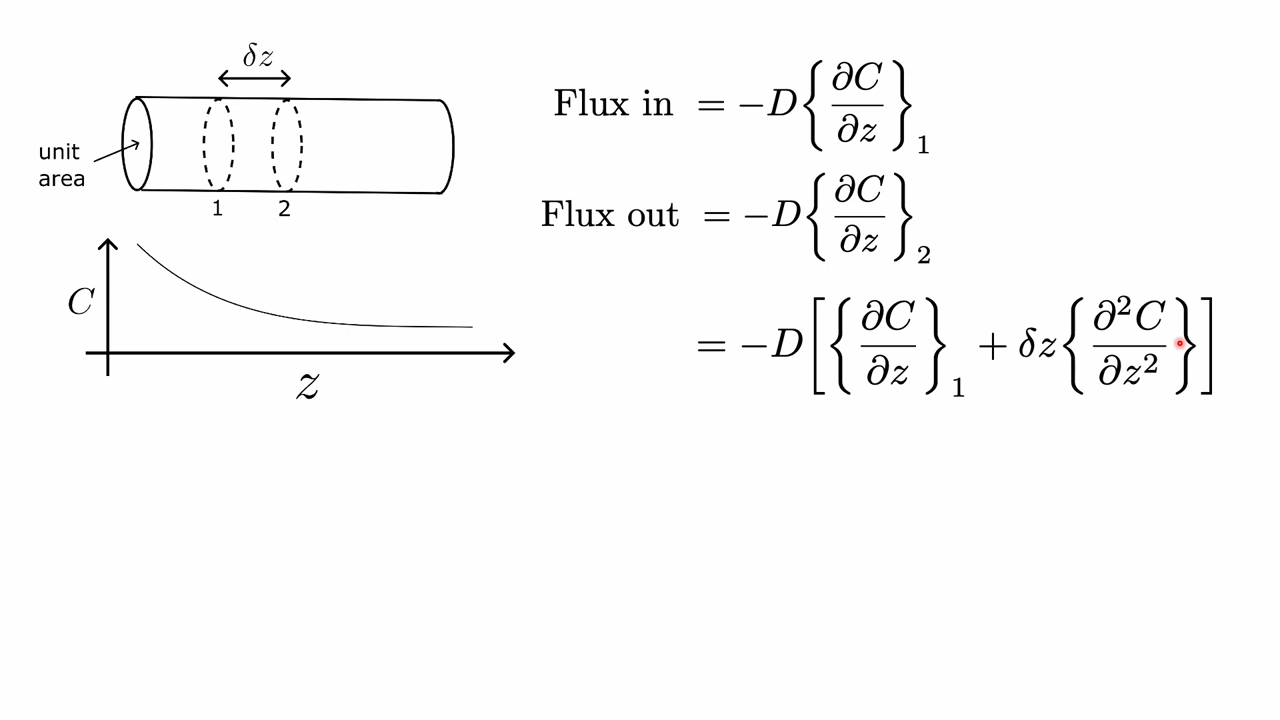 δz
unit
area
1 2
C
z
Flux in = −D{∂C/∂z}₁
Flux out = −D{∂C/∂z}₂
= −D[{∂C/∂z}₁ + δz{∂²C/∂z²}]